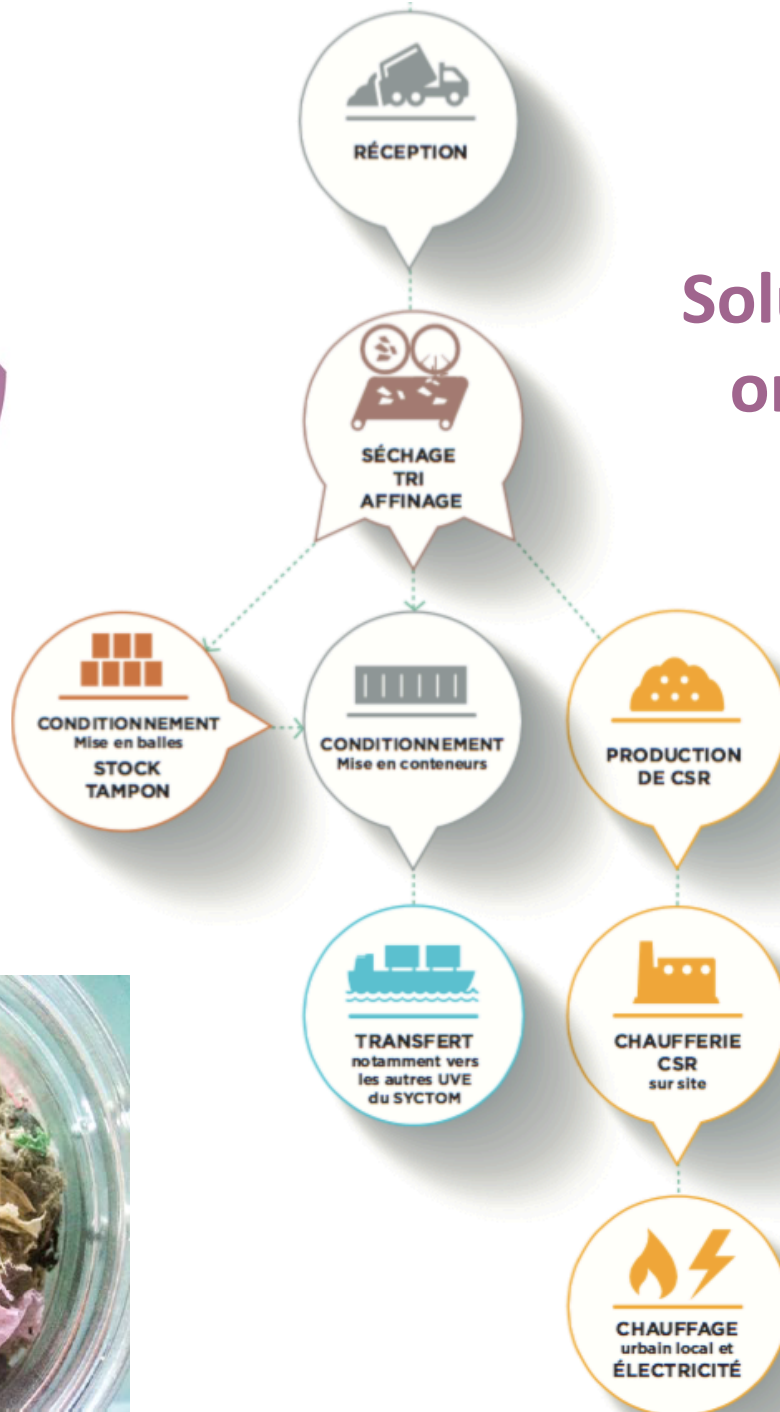 RÉCEPTION
SÉCHAGE
TRI
AFFINAGE
CONDITIONNEMENT
Mise en balles
STOCK
TAMPON
CONDITIONNEMENT
Mise en conteneurs
PRODUCTION
DE CSR
TRANSFERT
notamment vers
les autres UVE
du SYCTOM
CHAUFFERIE
CSR
sur site
CHAUFFAGE
urbain local et
ÉLECTRICITÉ